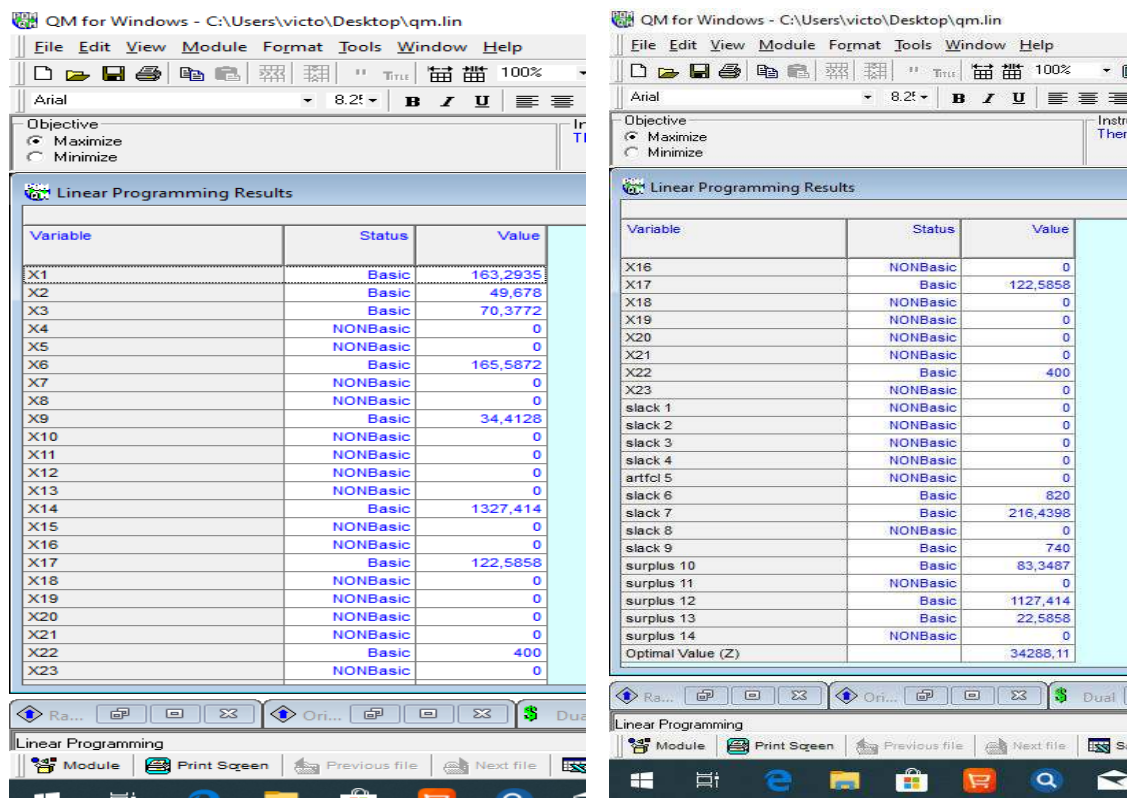 QM for Windows - C:\Users\victo\Desktop\qm.lin
File Edit View Module Format Tools Window Help
TITLE 100%
Arial 8.2 B I U
Objective
Maximize
Minimize
Linear Programming Results
Variable Status Value
X1 Basic 163,2935
X2 Basic 49,678
X3 Basic 70,3772
X4 NONBasic 0
X5 NONBasic 0
X6 Basic 165,5872
X7 NONBasic 0
X8 NONBasic 0
X9 Basic 34,4128
X10 NONBasic 0
X11 NONBasic 0
X12 NONBasic 0
X13 NONBasic 0
X14 Basic 1327,414
X15 NONBasic 0
X16 NONBasic 0
X17 Basic 122,5858
X18 NONBasic 0
X19 NONBasic 0
X20 NONBasic 0
X21 NONBasic 0
X22 Basic 400
X23 NONBasic 0
Ra... Ori... Dua
Linear Programming
Module Print Screen Previous file Next file
QM for Windows - C:\Users\victo\Desktop\qm.lin
File Edit View Module Format Tools Window Help
TITLE 100%
Arial 8.2 B I U
Objective Instr
Maximize Ther
Minimize
Linear Programming Results
Variable Status Value
X16 NONBasic 0
X17 Basic 122,5858
X18 NONBasic 0
X19 NONBasic 0
X20 NONBasic 0
X21 NONBasic 0
X22 Basic 400
X23 NONBasic 0
slack 1 NONBasic 0
slack 2 NONBasic 0
slack 3 NONBasic 0
slack 4 NONBasic 0
artfcl 5 NONBasic 0
slack 6 Basic 820
slack 7 Basic 216,4398
slack 8 NONBasic 0
slack 9 Basic 740
surplus 10 Basic 83,3487
surplus 11 NONBasic 0
surplus 12 Basic 1127,414
surplus 13 Basic 22,5858
surplus 14 NONBasic 0
Optimal Value (Z) 34288,11
Ra... Ori... Dual
Linear Programming
Module Print Screen Previous file Next file